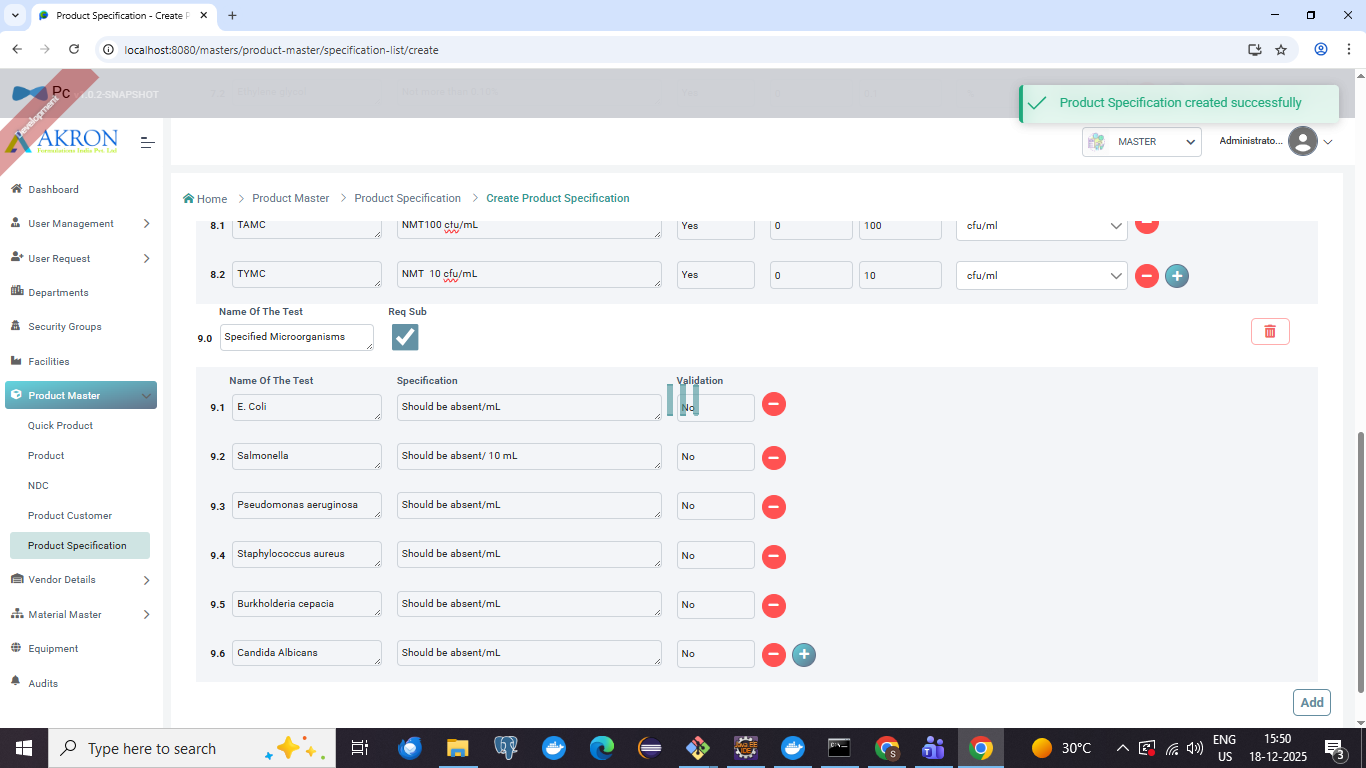 Product Specification - Create P
localhost:8080/masters/product-master/specification-list/create
Pc
.0.2-SNAPSHOT
Development
Product Specification created successfully
AKRON
Formulations India Pvt Ltd
MASTER
Administrato...
Dashboard
User Management
User Request
Departments
Security Groups
Facilities
Product Master
Quick Product
Product
NDC
Product Customer
Product Specification
Vendor Details
Material Master
Equipment
Audits
Home
Product Master
Product Specification
Create Product Specification
8.1 TAMC NMT100 cfu/mL Yes 0 100 cfu/ml
8.2 TYMC NMT 10 cfu/mL Yes 0 10 cfu/ml
Name Of The Test Req Sub
9.0 Specified Microorganisms
Name Of The Test Specification Validation
9.1 E. Coli Should be absent/mL No
9.2 Salmonella Should be absent/ 10 mL No
9.3 Pseudomonas aeruginosa Should be absent/mL No
9.4 Staphylococcus aureus Should be absent/mL No
9.5 Burkholderia cepacia Should be absent/mL No
9.6 Candida Albicans Should be absent/mL No
Add
Type here to search
30°C
ENG
US
15:50
18-12-2025
3